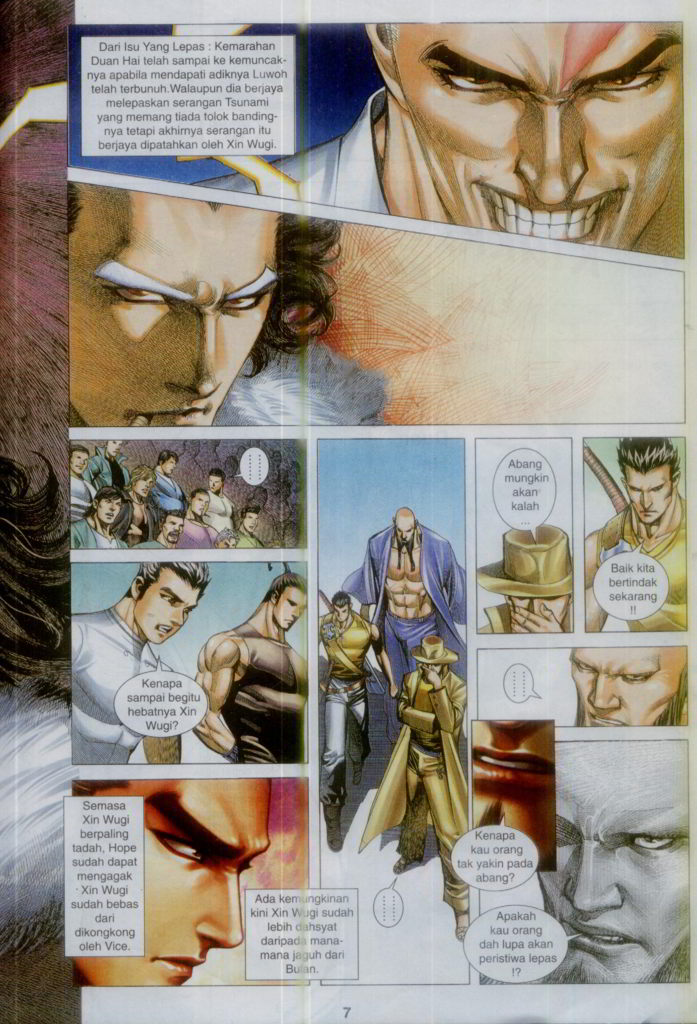 Dari Isu Yang Lepas : Kemarahan
Duan Hai telah sampai ke kemuncak-
nya apabila mendapati adiknya Luwoh
telah terbunuh.Walaupun dia berjaya
melepaskan serangan Tsunami
yang memang tiada tolok banding-
nya tetapi akhirnya serangan itu
berjaya dipatahkan oleh Xin Wugi.
Abang
mungkin
akan
kalah
...
Baik kita
bertindak
sekarang
!!
Kenapa
sampai begitu
hebatnya Xin
Wugi?
Semasa
Xin Wugi
berpaling
tadah, Hope
sudah dapat
mengagak
Xin Wugi
sudah bebas
dari
dikongkong
oleh Vice.
Ada kemungkinan
kini Xin Wugi sudah
lebih dahsyat
daripada mana-
mana jaguh dari
Bulan.
Kenapa
kau orang
tak yakin pada
abang?
Apakah
kau orang
dah lupa akan
peristiwa lepas
!?
7